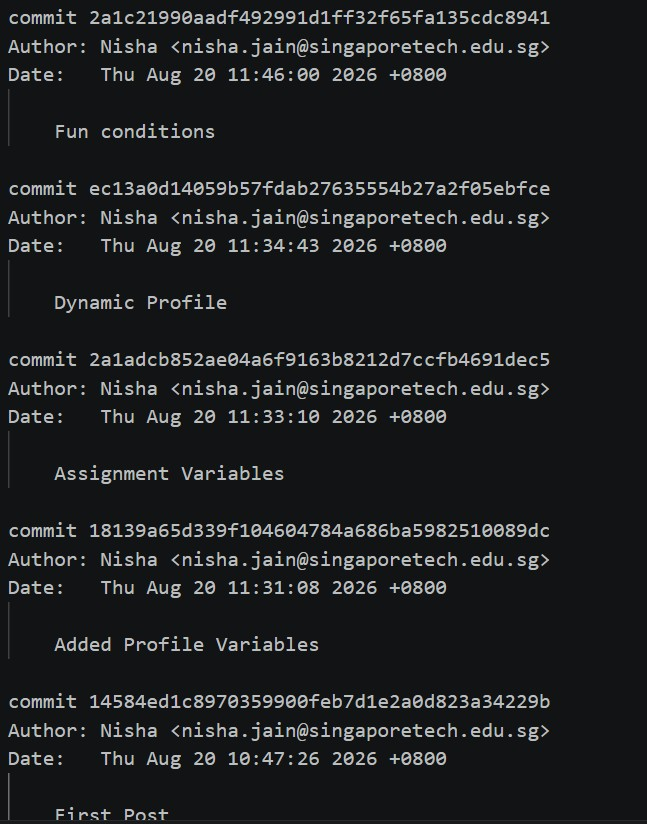 commit 2a1c21990aadf492991d1ff32f65fa135cdc8941
Author: Nisha <nisha.jain@singaporetech.edu.sg>
Date:   Thu Aug 20 11:46:00 2026 +0800
Fun conditions
commit ec13a0d14059b57fdab27635554b27a2f05ebfce
Author: Nisha <nisha.jain@singaporetech.edu.sg>
Date:   Thu Aug 20 11:34:43 2026 +0800
Dynamic Profile
commit 2a1adcb852ae04a6f9163b8212d7ccfb4691dec5
Author: Nisha <nisha.jain@singaporetech.edu.sg>
Date:   Thu Aug 20 11:33:10 2026 +0800
Assignment Variables
commit 18139a65d339f104604784a686ba5982510089dc
Author: Nisha <nisha.jain@singaporetech.edu.sg>
Date:   Thu Aug 20 11:31:08 2026 +0800
Added Profile Variables
commit 14584ed1c8970359900feb7d1e2a0d823a34229b
Author: Nisha <nisha.jain@singaporetech.edu.sg>
Date:   Thu Aug 20 10:47:26 2026 +0800
First Post